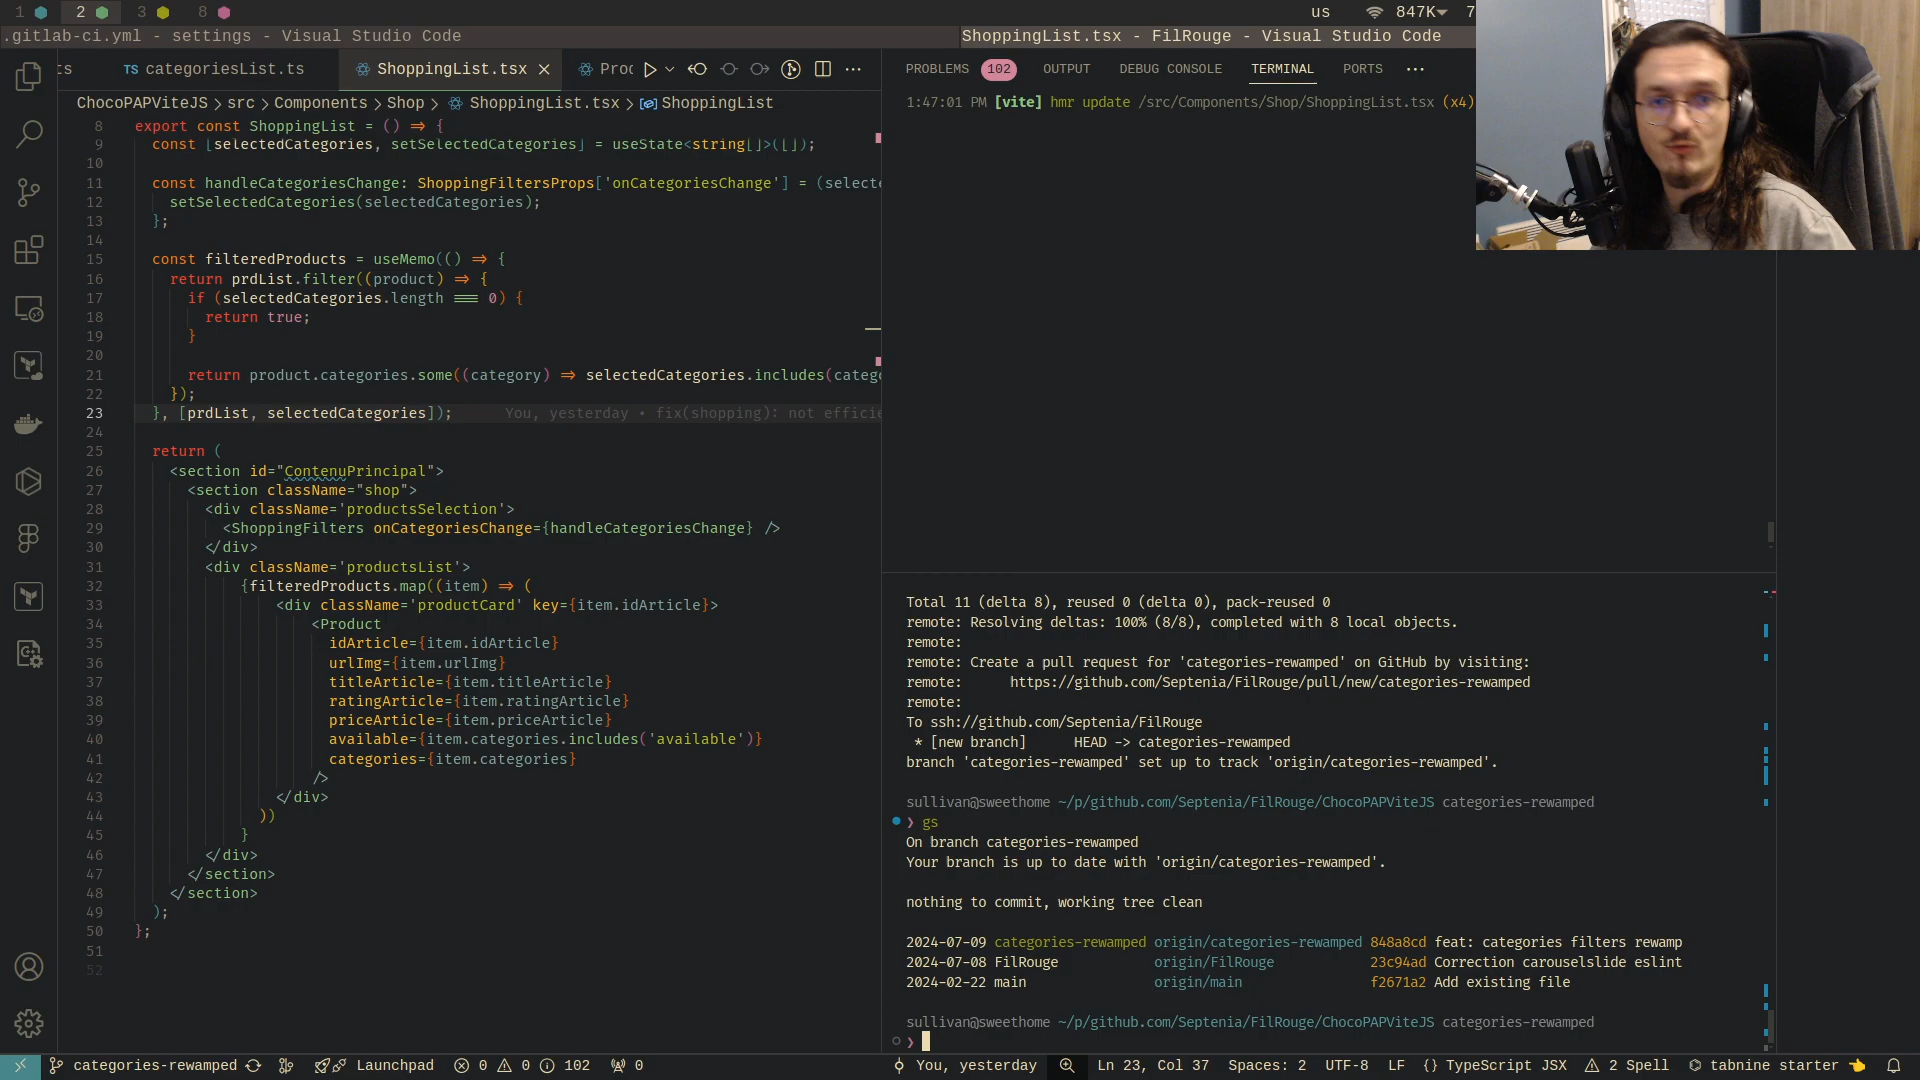 1 2 3 8 us 847K 7
.gitlab-ci.yml - settings - Visual Studio Code
ShoppingList.tsx - FilRouge - Visual Studio Code
ts TS categoriesList.ts ShoppingList.tsx Prod
ChocoPAPViteJS > src > Components > Shop > ShoppingList.tsx > ShoppingList
8 export const ShoppingList = () => {
9 const [selectedCategories, setSelectedCategories] = useState<string[]>([]);
10
11 const handleCategoriesChange: ShoppingFiltersProps['onCategoriesChange'] = (selecte
12 setSelectedCategories(selectedCategories);
13 };
14
15 const filteredProducts = useMemo(() => {
16 return prdList.filter((product) => {
17 if (selectedCategories.length === 0) {
18 return true;
19 }
20
21 return product.categories.some((category) => selectedCategories.includes(catego
22 });
23 }, [prdList, selectedCategories]); You, yesterday • fix(shopping): not efficie
24
25 return (
26 <section id="ContenuPrincipal">
27 <section className="shop">
28 <div className='productsSelection'>
29 <ShoppingFilters onCategoriesChange={handleCategoriesChange} />
30 </div>
31 <div className='productsList'>
32 {filteredProducts.map((item) => (
33 <div className='productCard' key={item.idArticle}>
34 <Product
35 idArticle={item.idArticle}
36 urlImg={item.urlImg}
37 titleArticle={item.titleArticle}
38 ratingArticle={item.ratingArticle}
39 priceArticle={item.priceArticle}
40 available={item.categories.includes('available')}
41 categories={item.categories}
42 />
43 </div>
44 ))
45 }
46 </div>
47 </section>
48 </section>
49 );
50 };
51
52
PROBLEMS 102 OUTPUT DEBUG CONSOLE TERMINAL PORTS
1:47:01 PM [vite] hmr update /src/Components/Shop/ShoppingList.tsx (x4)
Total 11 (delta 8), reused 0 (delta 0), pack-reused 0
remote: Resolving deltas: 100% (8/8), completed with 8 local objects.
remote:
remote: Create a pull request for 'categories-rewamped' on GitHub by visiting:
remote: https://github.com/Septenia/FilRouge/pull/new/categories-rewamped
remote:
To ssh://github.com/Septenia/FilRouge
* [new branch] HEAD -> categories-rewamped
branch 'categories-rewamped' set up to track 'origin/categories-rewamped'.
sullivan@sweethome ~/p/github.com/Septenia/FilRouge/ChocoPAPViteJS categories-rewamped
❯ gs
On branch categories-rewamped
Your branch is up to date with 'origin/categories-rewamped'.
nothing to commit, working tree clean
2024-07-09 categories-rewamped origin/categories-rewamped 848a8cd feat: categories filters rewamp
2024-07-08 FilRouge origin/FilRouge 23c94ad Correction carouselslide eslint
2024-02-22 main origin/main f2671a2 Add existing file
sullivan@sweethome ~/p/github.com/Septenia/FilRouge/ChocoPAPViteJS categories-rewamped
❯
categories-rewamped Launchpad 0 0 102 0 You, yesterday Ln 23, Col 37 Spaces: 2 UTF-8 LF {} TypeScript JSX 2 Spell tabnine starter